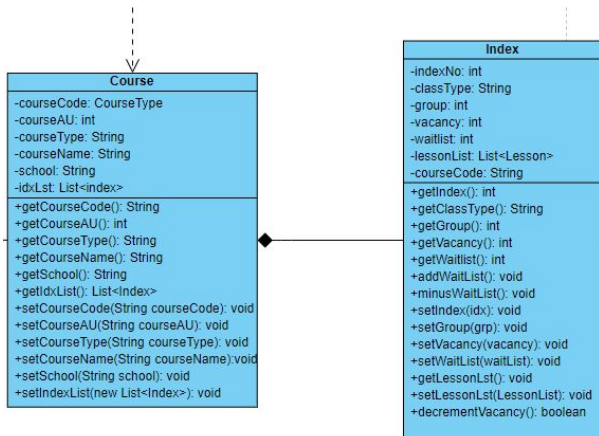 Course
-courseCode: CourseType
-courseAU: int
-courseType: String
-courseName: String
-school: String
-idxLst: List<index>
+getCourseCode(): String
+getCourseAU(): int
+getCourseType(): String
+getCourseName(): String
+getSchool(): String
+getIdxList(): List<Index>
+setCourseCode(String courseCode): void
+setCourseAU(String courseAU): void
+setCourseType(String courseType): void
+setCourseName(String courseName):void
+setSchool(String school): void
+setIndexList(new List<Index>): void
Index
-indexNo: int
-classType: String
-group: int
-vacancy: int
-waitlist: int
-lessonList: List<Lesson>
-courseCode: String
+getIndex(): int
+getClassType(): String
+getGroup(): int
+getVacancy(): int
+getWaitlist(): int
+addWaitList(): void
+minusWaitList(): void
+setIndex(idx): void
+setGroup(grp): void
+setVacancy(vacancy): void
+setWaitList(waitList): void
+getLessonLst(): void
+setLessonLst(LessonList): void
+decrementVacancy(): boolean